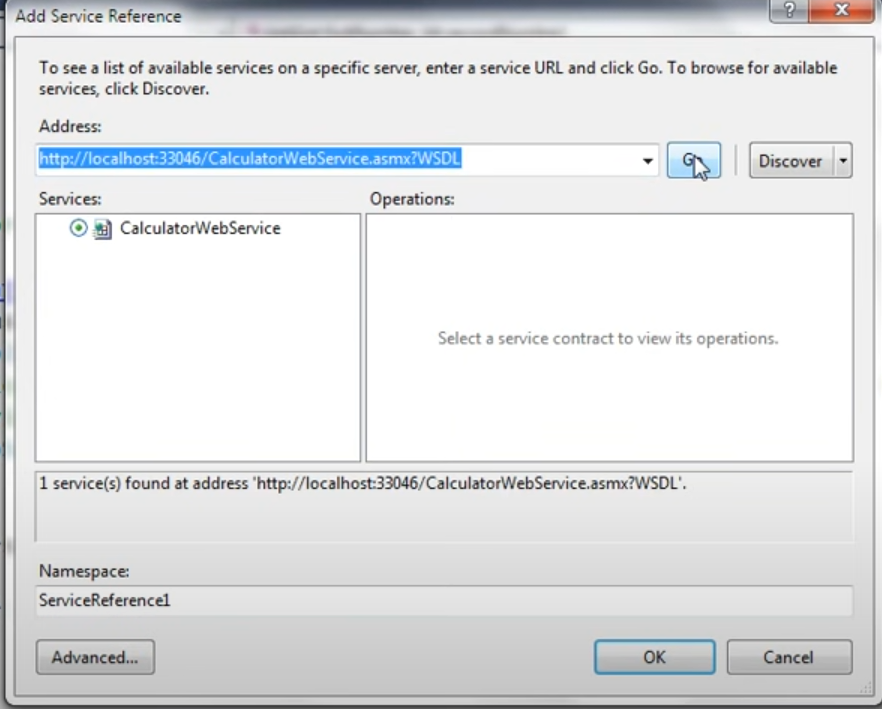 Add Service Reference
To see a list of available services on a specific server, enter a service URL and click Go. To browse for available
services, click Discover.
Address:
http://localhost:33046/CalculatorWebService.asmx?WSDL
Go
Discover
Services:
Operations:
CalculatorWebService
Select a service contract to view its operations.
1 service(s) found at address 'http://localhost:33046/CalculatorWebService.asmx?WSDL'.
Namespace:
ServiceReference1
Advanced...
OK
Cancel